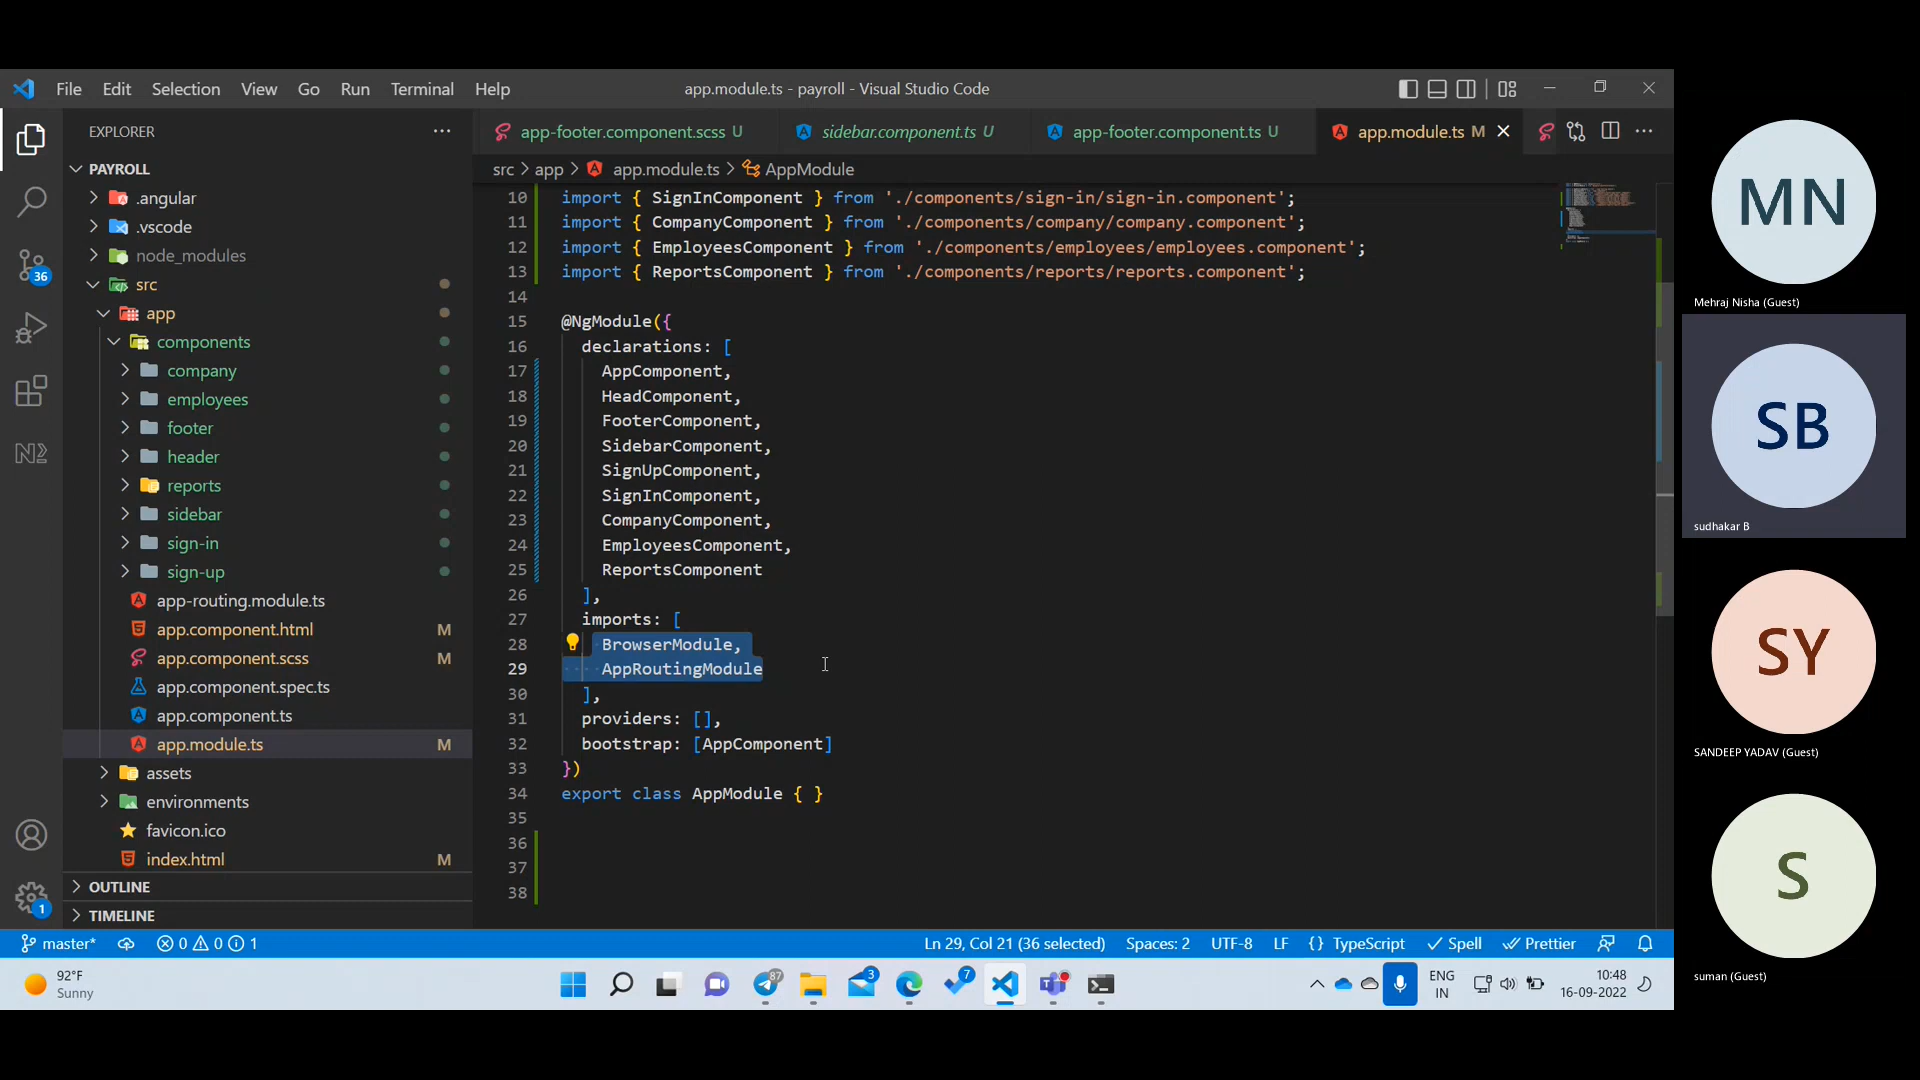 File Edit Selection View Go Run Terminal Help
app.module.ts - payroll - Visual Studio Code
EXPLORER
PAYROLL
.angular
.vscode
node_modules
src
app
components
company
employees
footer
header
reports
sidebar
sign-in
sign-up
app-routing.module.ts
app.component.html M
app.component.scss M
app.component.spec.ts
app.component.ts
app.module.ts M
assets
environments
favicon.ico
index.html M
OUTLINE
TIMELINE
36
1
app-footer.component.scss U
sidebar.component.ts U
app-footer.component.ts U
app.module.ts M
src > app > app.module.ts > AppModule
10 import { SignInComponent } from './components/sign-in/sign-in.component';
11 import { CompanyComponent } from './components/company/company.component';
12 import { EmployeesComponent } from './components/employees/employees.component';
13 import { ReportsComponent } from './components/reports/reports.component';
14
15 @NgModule({
16 declarations: [
17 AppComponent,
18 HeadComponent,
19 FooterComponent,
20 SidebarComponent,
21 SignUpComponent,
22 SignInComponent,
23 CompanyComponent,
24 EmployeesComponent,
25 ReportsComponent
26 ],
27 imports: [
28 BrowserModule,
29 AppRoutingModule
30 ],
31 providers: [],
32 bootstrap: [AppComponent]
33 })
34 export class AppModule { }
35
36
37
38
master* 0 0 1
Ln 29, Col 21 (36 selected) Spaces: 2 UTF-8 LF {} TypeScript Spell Prettier
92°F
Sunny
87
3
7
ENG
IN
10:48
16-09-2022
MN
Mehraj Nisha (Guest)
SB
sudhakar B
SY
SANDEEP YADAV (Guest)
S
suman (Guest)